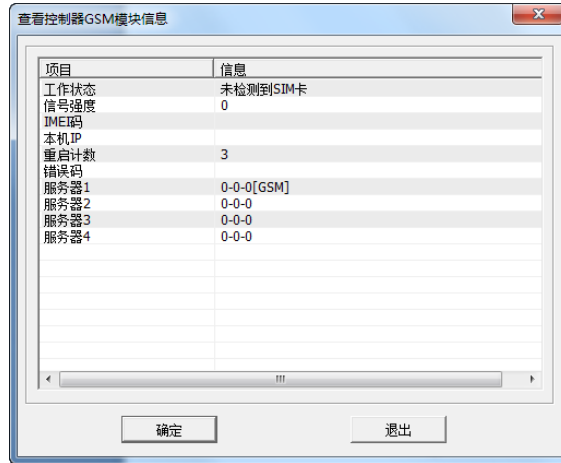 查看控制器GSM模块信息
项目 信息
工作状态 未检测到SIM卡
信号强度 0
IMEI码
本机IP
重启计数 3
错误码
服务器1 0-0-0[GSM]
服务器2 0-0-0
服务器3 0-0-0
服务器4 0-0-0
确定 退出